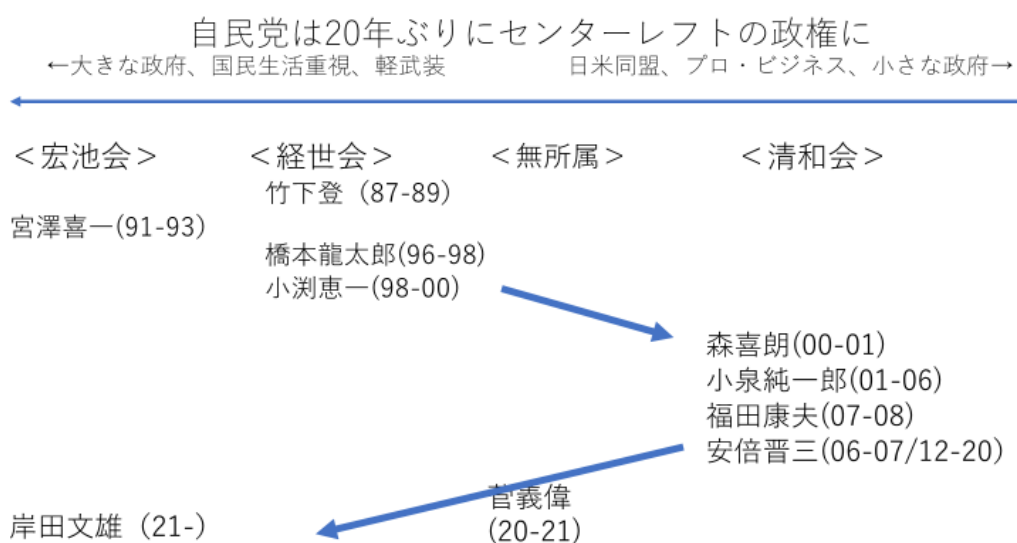 自民党は20年ぶりにセンターレフトの政権に
←大きな政府、国民生活重視、軽武装
日米同盟、プロ・ビジネス、小さな政府→
＜宏池会＞
＜経世会＞
＜無所属＞
＜清和会＞
竹下登（87-89)
宮澤喜一(91-93）
橋本龍太郎(96-98)
小渕恵一(98-00)
森喜朗(00-01)
小泉純一郎(01-06)
福田康夫(07-08)
安倍晋三(06-07/12-20)
菅義偉
(20-21)
岸田文雄（21-）